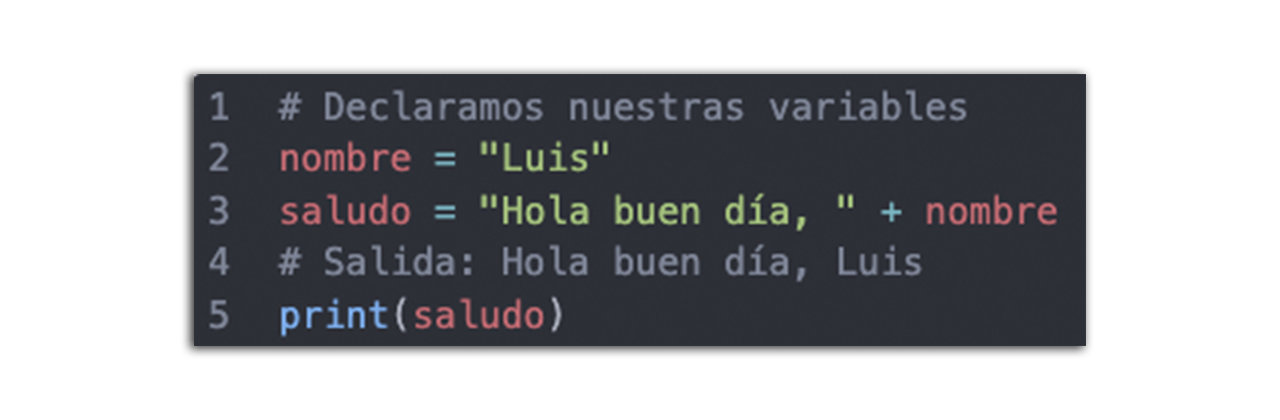 1 # Declaramos nuestras variables
2 nombre = "Luis"
3 saludo = "Hola buen día, " + nombre
4 # Salida: Hola buen día, Luis
5 print(saludo)